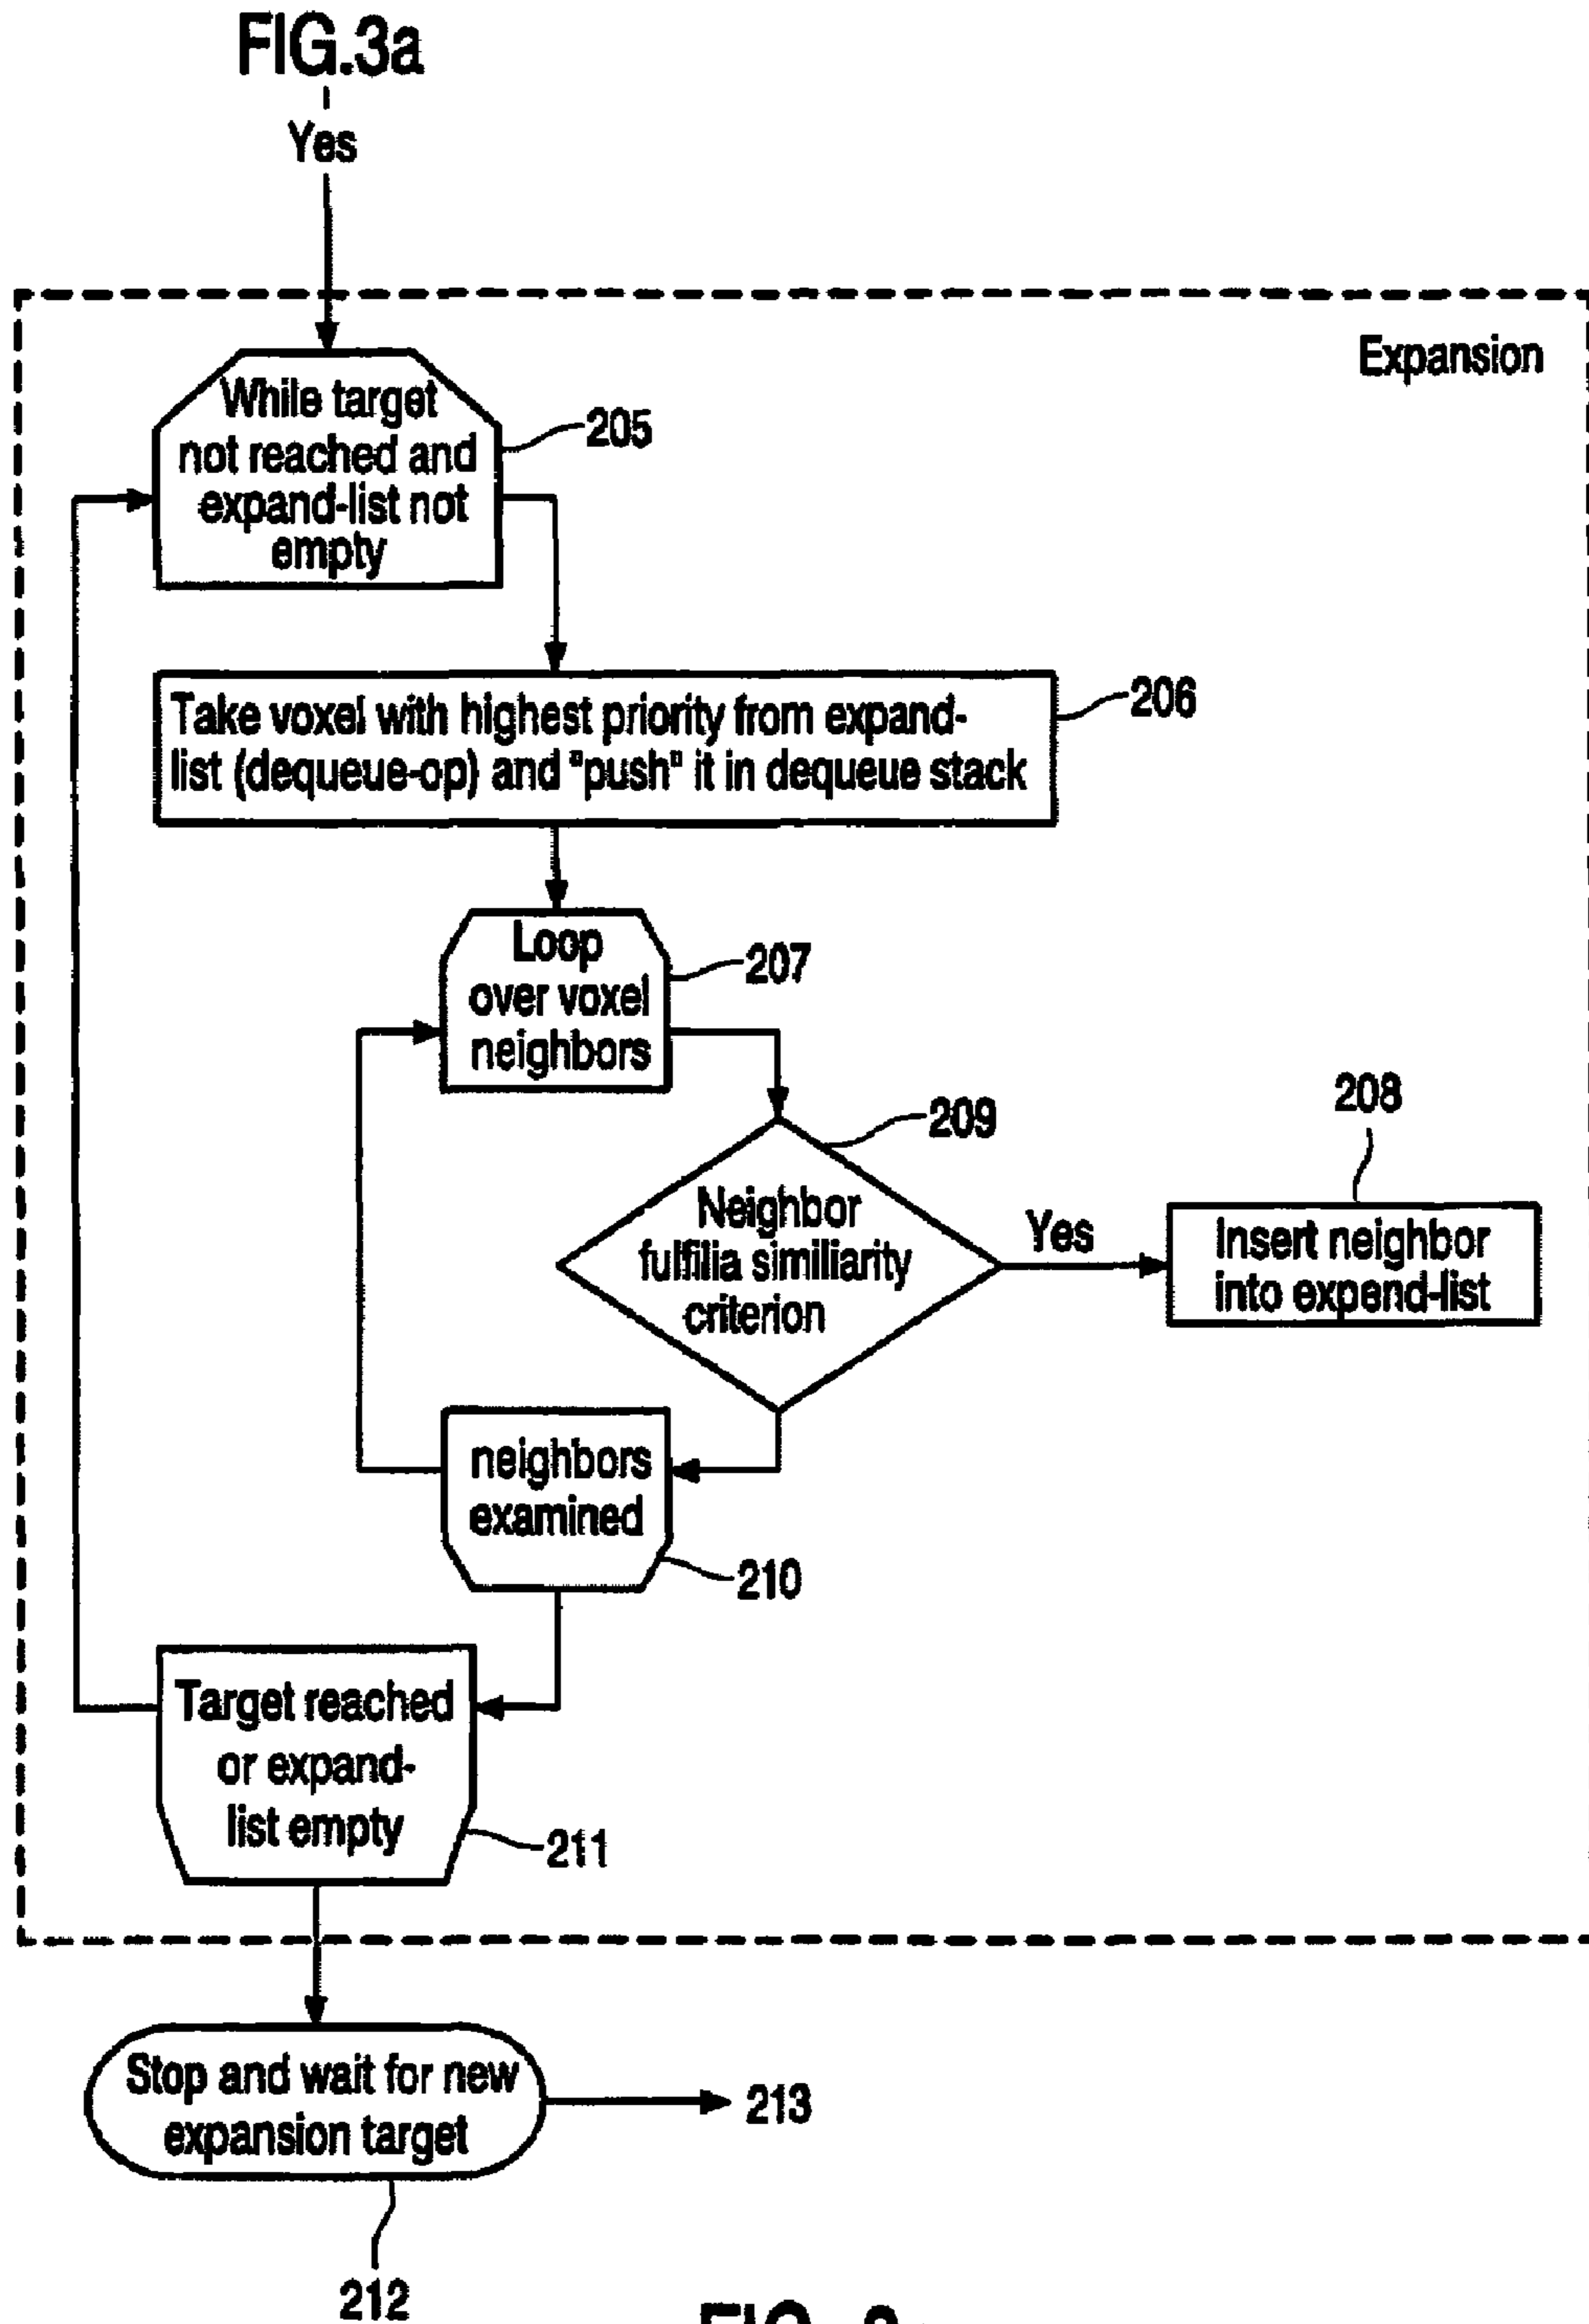 FIG.3a
Yes
Expansion
While target
not reached and
expand-list not
empty
205
Take voxel with highest priority from expand-
list (dequeue-op) and "push" it in dequeue stack
206
Loop
over voxel
neighbors
207
209
208
Neighbor
fulfilia similiarity
criterion
Yes
Insert neighbor
into expend-list
neighbors
examined
210
Target reached
or expand-
list empty
211
Stop and wait for new
expansion target
213
212